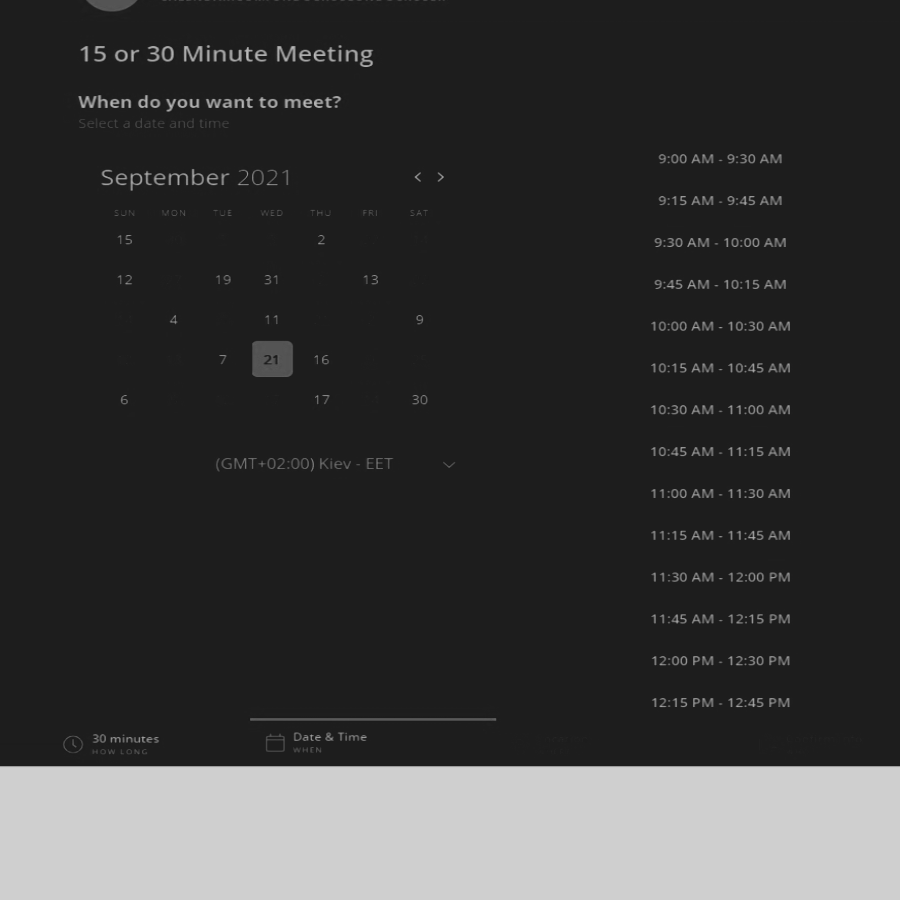 15 or 30 Minute Meeting
When do you want to meet?
Select a date and time
September 2021 < >
SUN MON TUE WED THU FRI SAT
15 2
12 19 31 13
4 11 9
7 21 16
6 17 30
(GMT+02:00) Kiev - EET
9:00 AM - 9:30 AM
9:15 AM - 9:45 AM
9:30 AM - 10:00 AM
9:45 AM - 10:15 AM
10:00 AM - 10:30 AM
10:15 AM - 10:45 AM
10:30 AM - 11:00 AM
10:45 AM - 11:15 AM
11:00 AM - 11:30 AM
11:15 AM - 11:45 AM
11:30 AM - 12:00 PM
11:45 AM - 12:15 PM
12:00 PM - 12:30 PM
12:15 PM - 12:45 PM
30 minutes
HOW LONG
Date & Time
WHEN